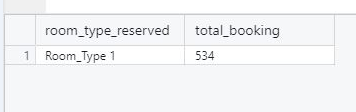 room_type_reserved total_booking
1 Room_Type 1 534